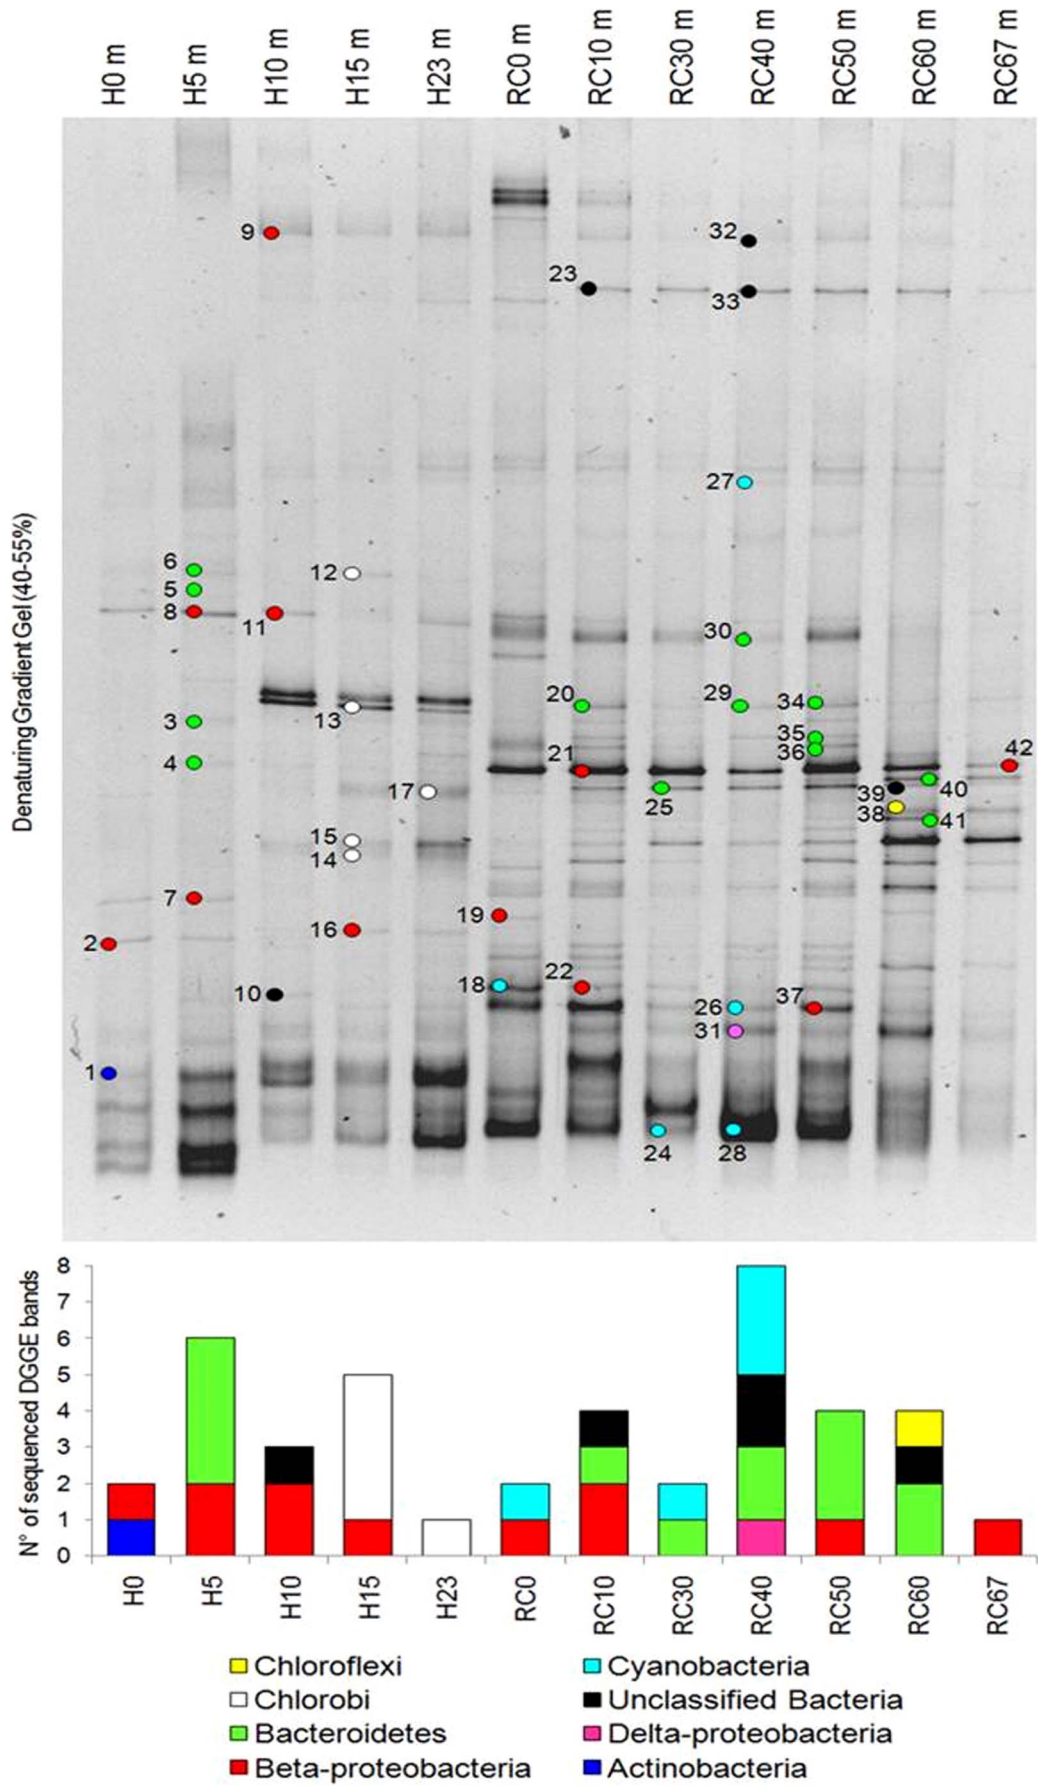 H0 m
H5 m
H10 m
H15 m
H23 m
RC0 m
RC10 m
RC30 m
RC40 m
RC50 m
RC60 m
RC67 m
Denaturing Gradient Gel (40-55%)
9
32
23
33
27
6
12
5
8
11
30
20
29
34
3
13
35
21
36
42
4
17
25
39
40
38
41
15
14
7
19
16
2
18
22
10
26
37
31
1
24
28
N° of sequenced DGGE bands
8
7
6
5
4
3
2
1
0
H0
H5
H10
H15
H23
RC0
RC10
RC30
RC40
RC50
RC60
RC67
Chloroflexi
Cyanobacteria
Chlorobi
Unclassified Bacteria
Bacteroidetes
Delta-proteobacteria
Beta-proteobacteria
Actinobacteria